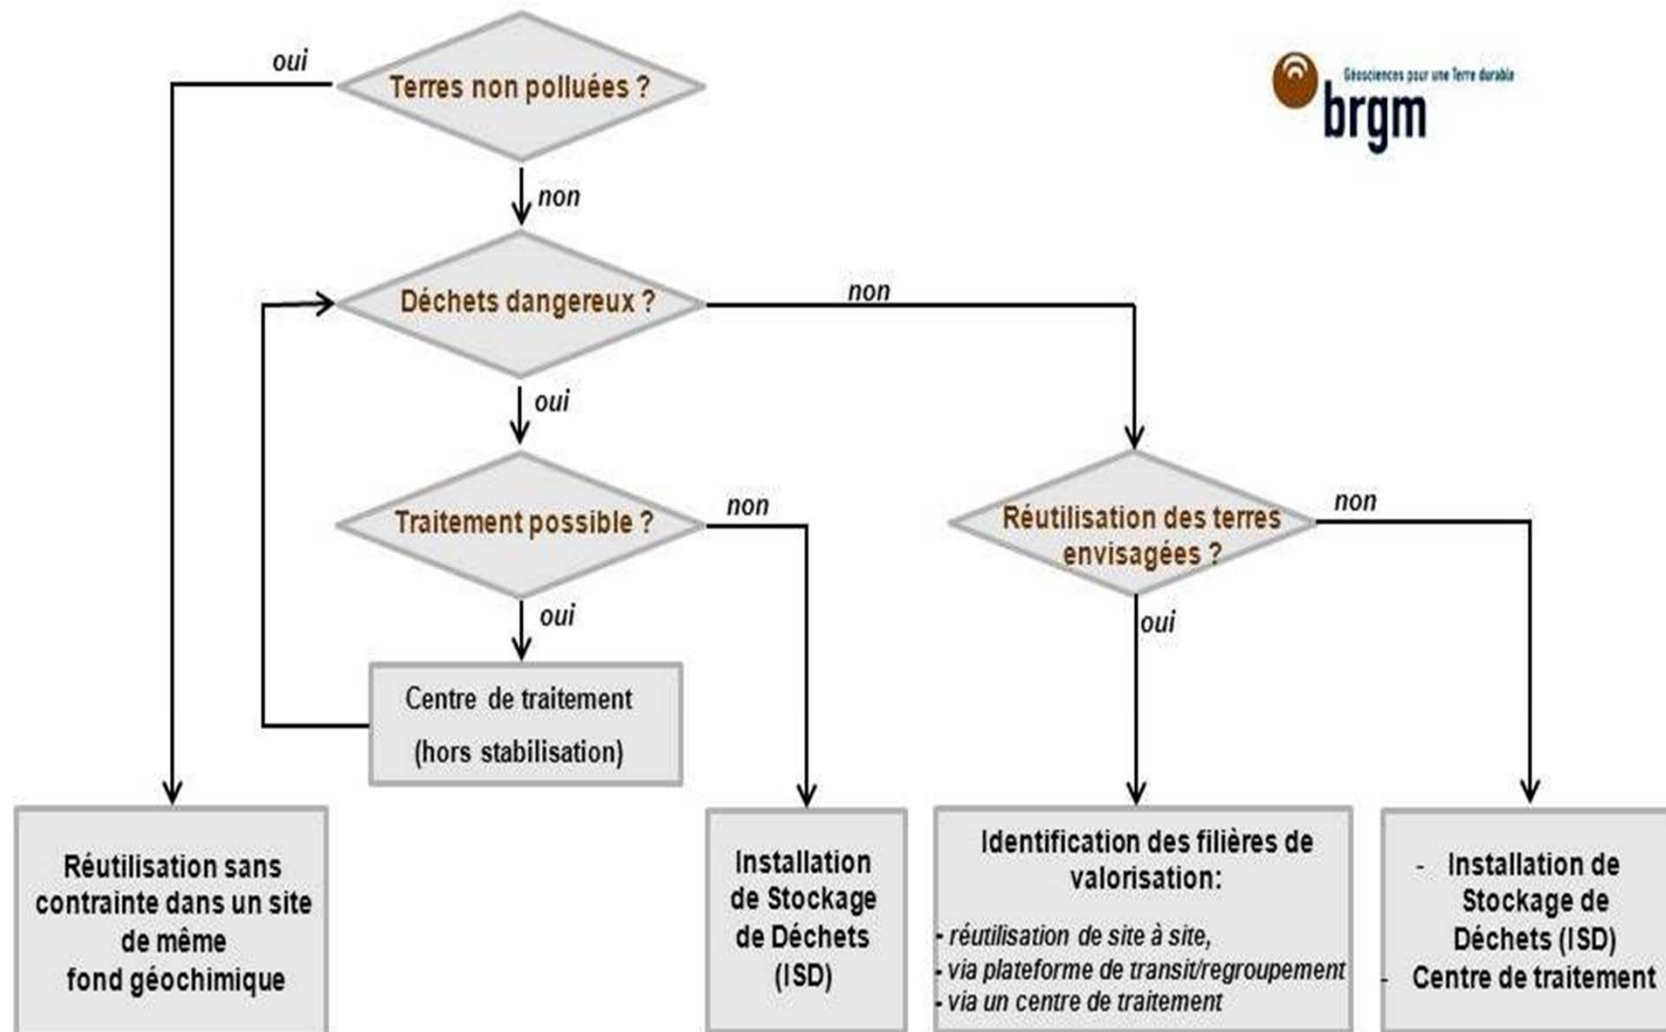 oui
Terres non polluées ?
Géosciences pour une Terre durable
brgm
non
Déchets dangereux ?
non
oui
Traitement possible ?
non
Réutilisation des terres
envisagées ?
non
oui
oui
Centre de traitement
(hors stabilisation)
Réutilisation sans
contrainte dans un site
de même
fond géochimique
Installation
de Stockage
de Déchets
(ISD)
Identification des filières de
valorisation:
- réutilisation de site à site,
- via plateforme de transit/regroupement
- via un centre de traitement
- Installation de
Stockage de
Déchets (ISD)
- Centre de traitement